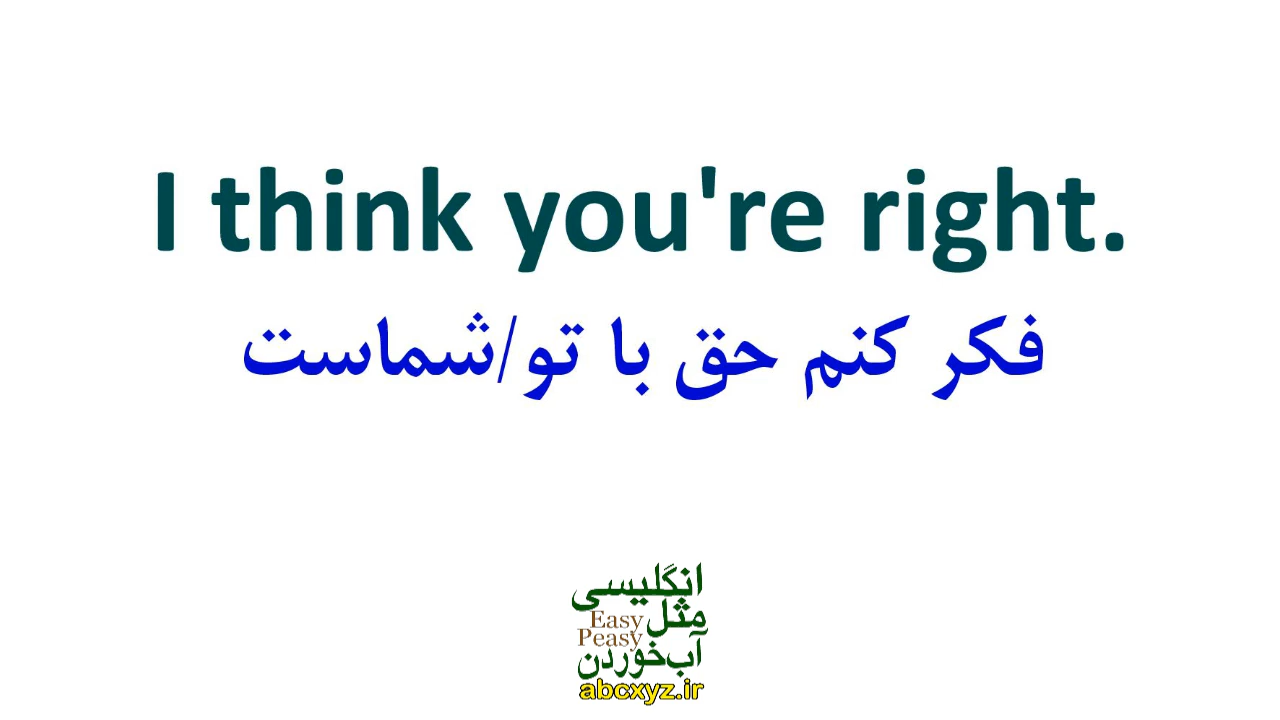 I think you're right.
فکر کنم حق با تو/شماست
انگلیسی
مثل
Easy
Peasy
آب‌خوردن
abcxyz.ir